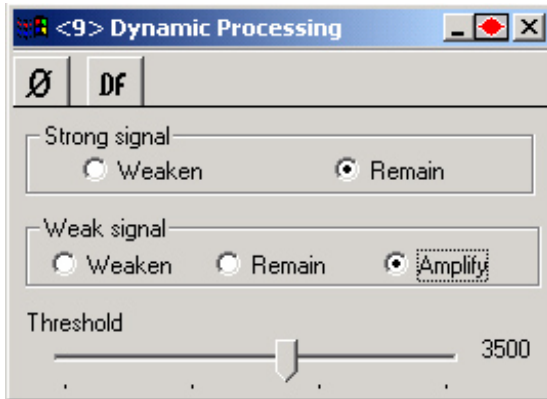 <9> Dynamic Processing
Ø DF
Strong signal
Weaken Remain
Weak signal
Weaken Remain Amplify
Threshold
3500